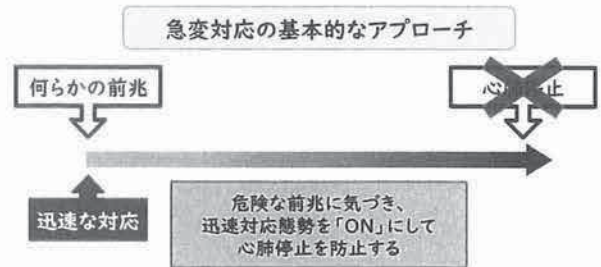 急変対応の基本的なアプローチ
何らかの前兆
心肺停止
迅速な対応
危険な前兆に気づき、
迅速対応態勢を「ON」にして
心肺停止を防止する